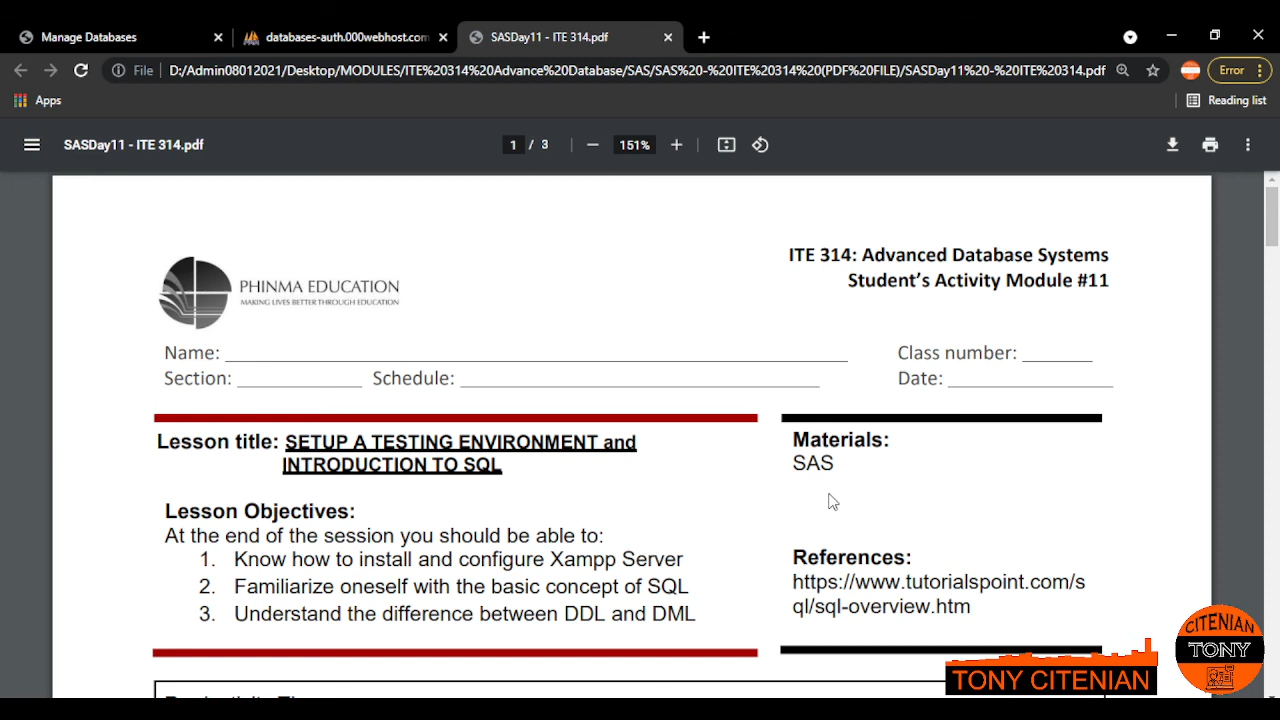 Manage Databases
databases-auth.000webhost.com
SASDay11 - ITE 314.pdf
File
D:/Admin08012021/Desktop/MODULES/ITE%20314%20Advance%20Database/SAS/SAS%20-%20ITE%20314%20(PDF%20FILE)/SASDay11%20-%20ITE%20314.pdf
Error
Apps
Reading list
SASDay11 - ITE 314.pdf
1 / 3
151%
ITE 314: Advanced Database Systems
Student's Activity Module #11
PHINMA EDUCATION
MAKING LIVES BETTER THROUGH EDUCATION
Name: Class number:
Section: Schedule: Date:
Lesson title: SETUP A TESTING ENVIRONMENT and
INTRODUCTION TO SQL
Lesson Objectives:
At the end of the session you should be able to:
1. Know how to install and configure Xampp Server
2. Familiarize oneself with the basic concept of SQL
3. Understand the difference between DDL and DML
Materials:
SAS
References:
https://www.tutorialspoint.com/s
ql/sql-overview.htm
TONY CITENIAN
CITENIAN
TONY